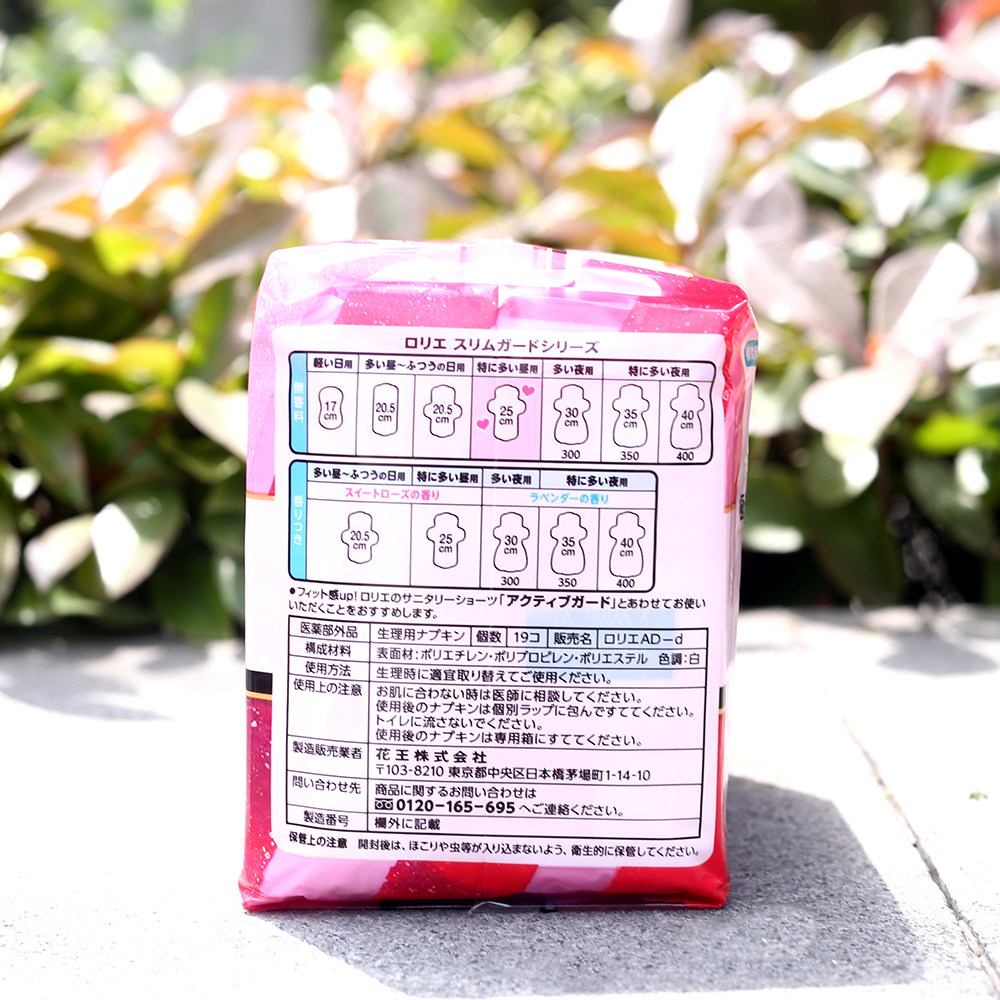 ロリエ スリムガードシリーズ
無香料
軽い日用 多い昼～ふつうの日用 特に多い昼用 多い夜用 特に多い夜用
17cm 20.5cm 20.5cm 25cm 30cm 35cm 40cm
300 350 400
香りつき
多い昼～ふつうの日用 特に多い昼用 多い夜用 特に多い夜用
スイートローズの香り ラベンダーの香り
20.5cm 25cm 30cm 35cm 40cm
300 350 400
●フィット感up! ロリエのサニタリーショーツ「アクティブガード」とあわせてお使い
いただくことをおすすめします。
医薬部外品 生理用ナプキン 個数 19コ 販売名 ロリエAD-d
構成材料 表面材：ポリエチレン・ポリプロピレン・ポリエステル 色調：白
使用方法 生理時に適宜取り替えてご使用ください。
使用上の注意 お肌に合わない時は医師に相談してください。
使用後のナプキンは個別ラップに包んですててください。
トイレに流さないでください。
使用後のナプキンは専用箱にすててください。
製造販売業者 花王株式会社
〒103-8210 東京都中央区日本橋茅場町1-14-10
問い合わせ先 商品に関するお問い合わせは
0120-165-695 へご連絡ください。
製造番号 欄外に記載
保管上の注意 開封後は、ほこりや虫等が入り込まないよう、衛生的に保管してください。